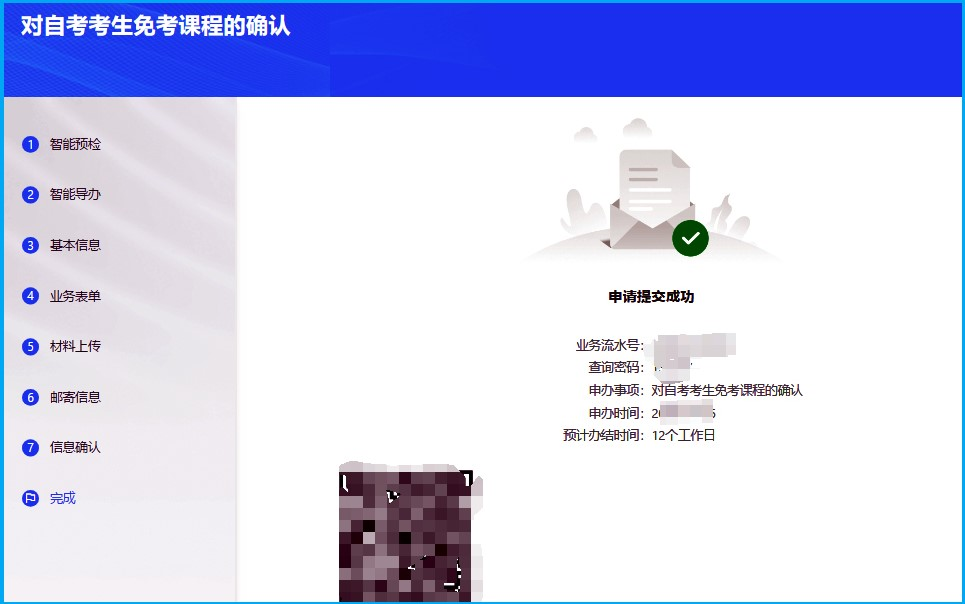 对自考考生免考课程的确认
1 智能预检
2 智能导办
3 基本信息
4 业务表单
5 材料上传
6 邮寄信息
7 信息确认
完成
申请提交成功
业务流水号：
查询密码：
申办事项：对自考考生免考课程的确认
申办时间：
预计办结时间：12个工作日